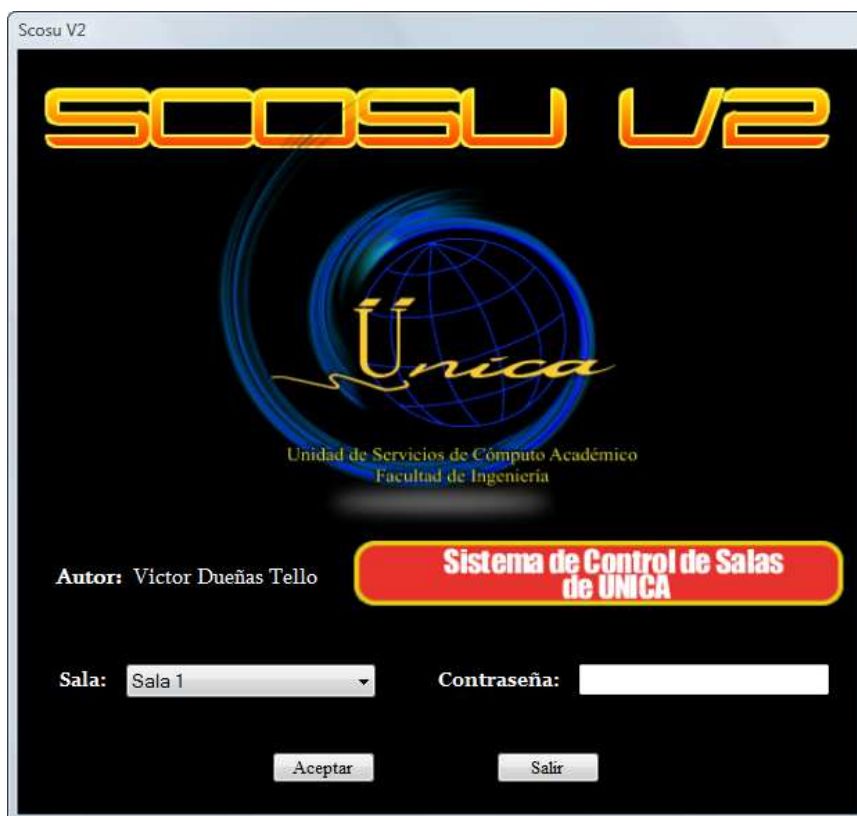 Scosu V2
SCOSU V2
Única
Unidad de Servicios de Cómputo Académico
Facultad de Ingeniería
Autor: Victor Dueñas Tello
Sistema de Control de Salas
de UNICA
Sala: Sala 1
Contraseña:
Aceptar
Salir